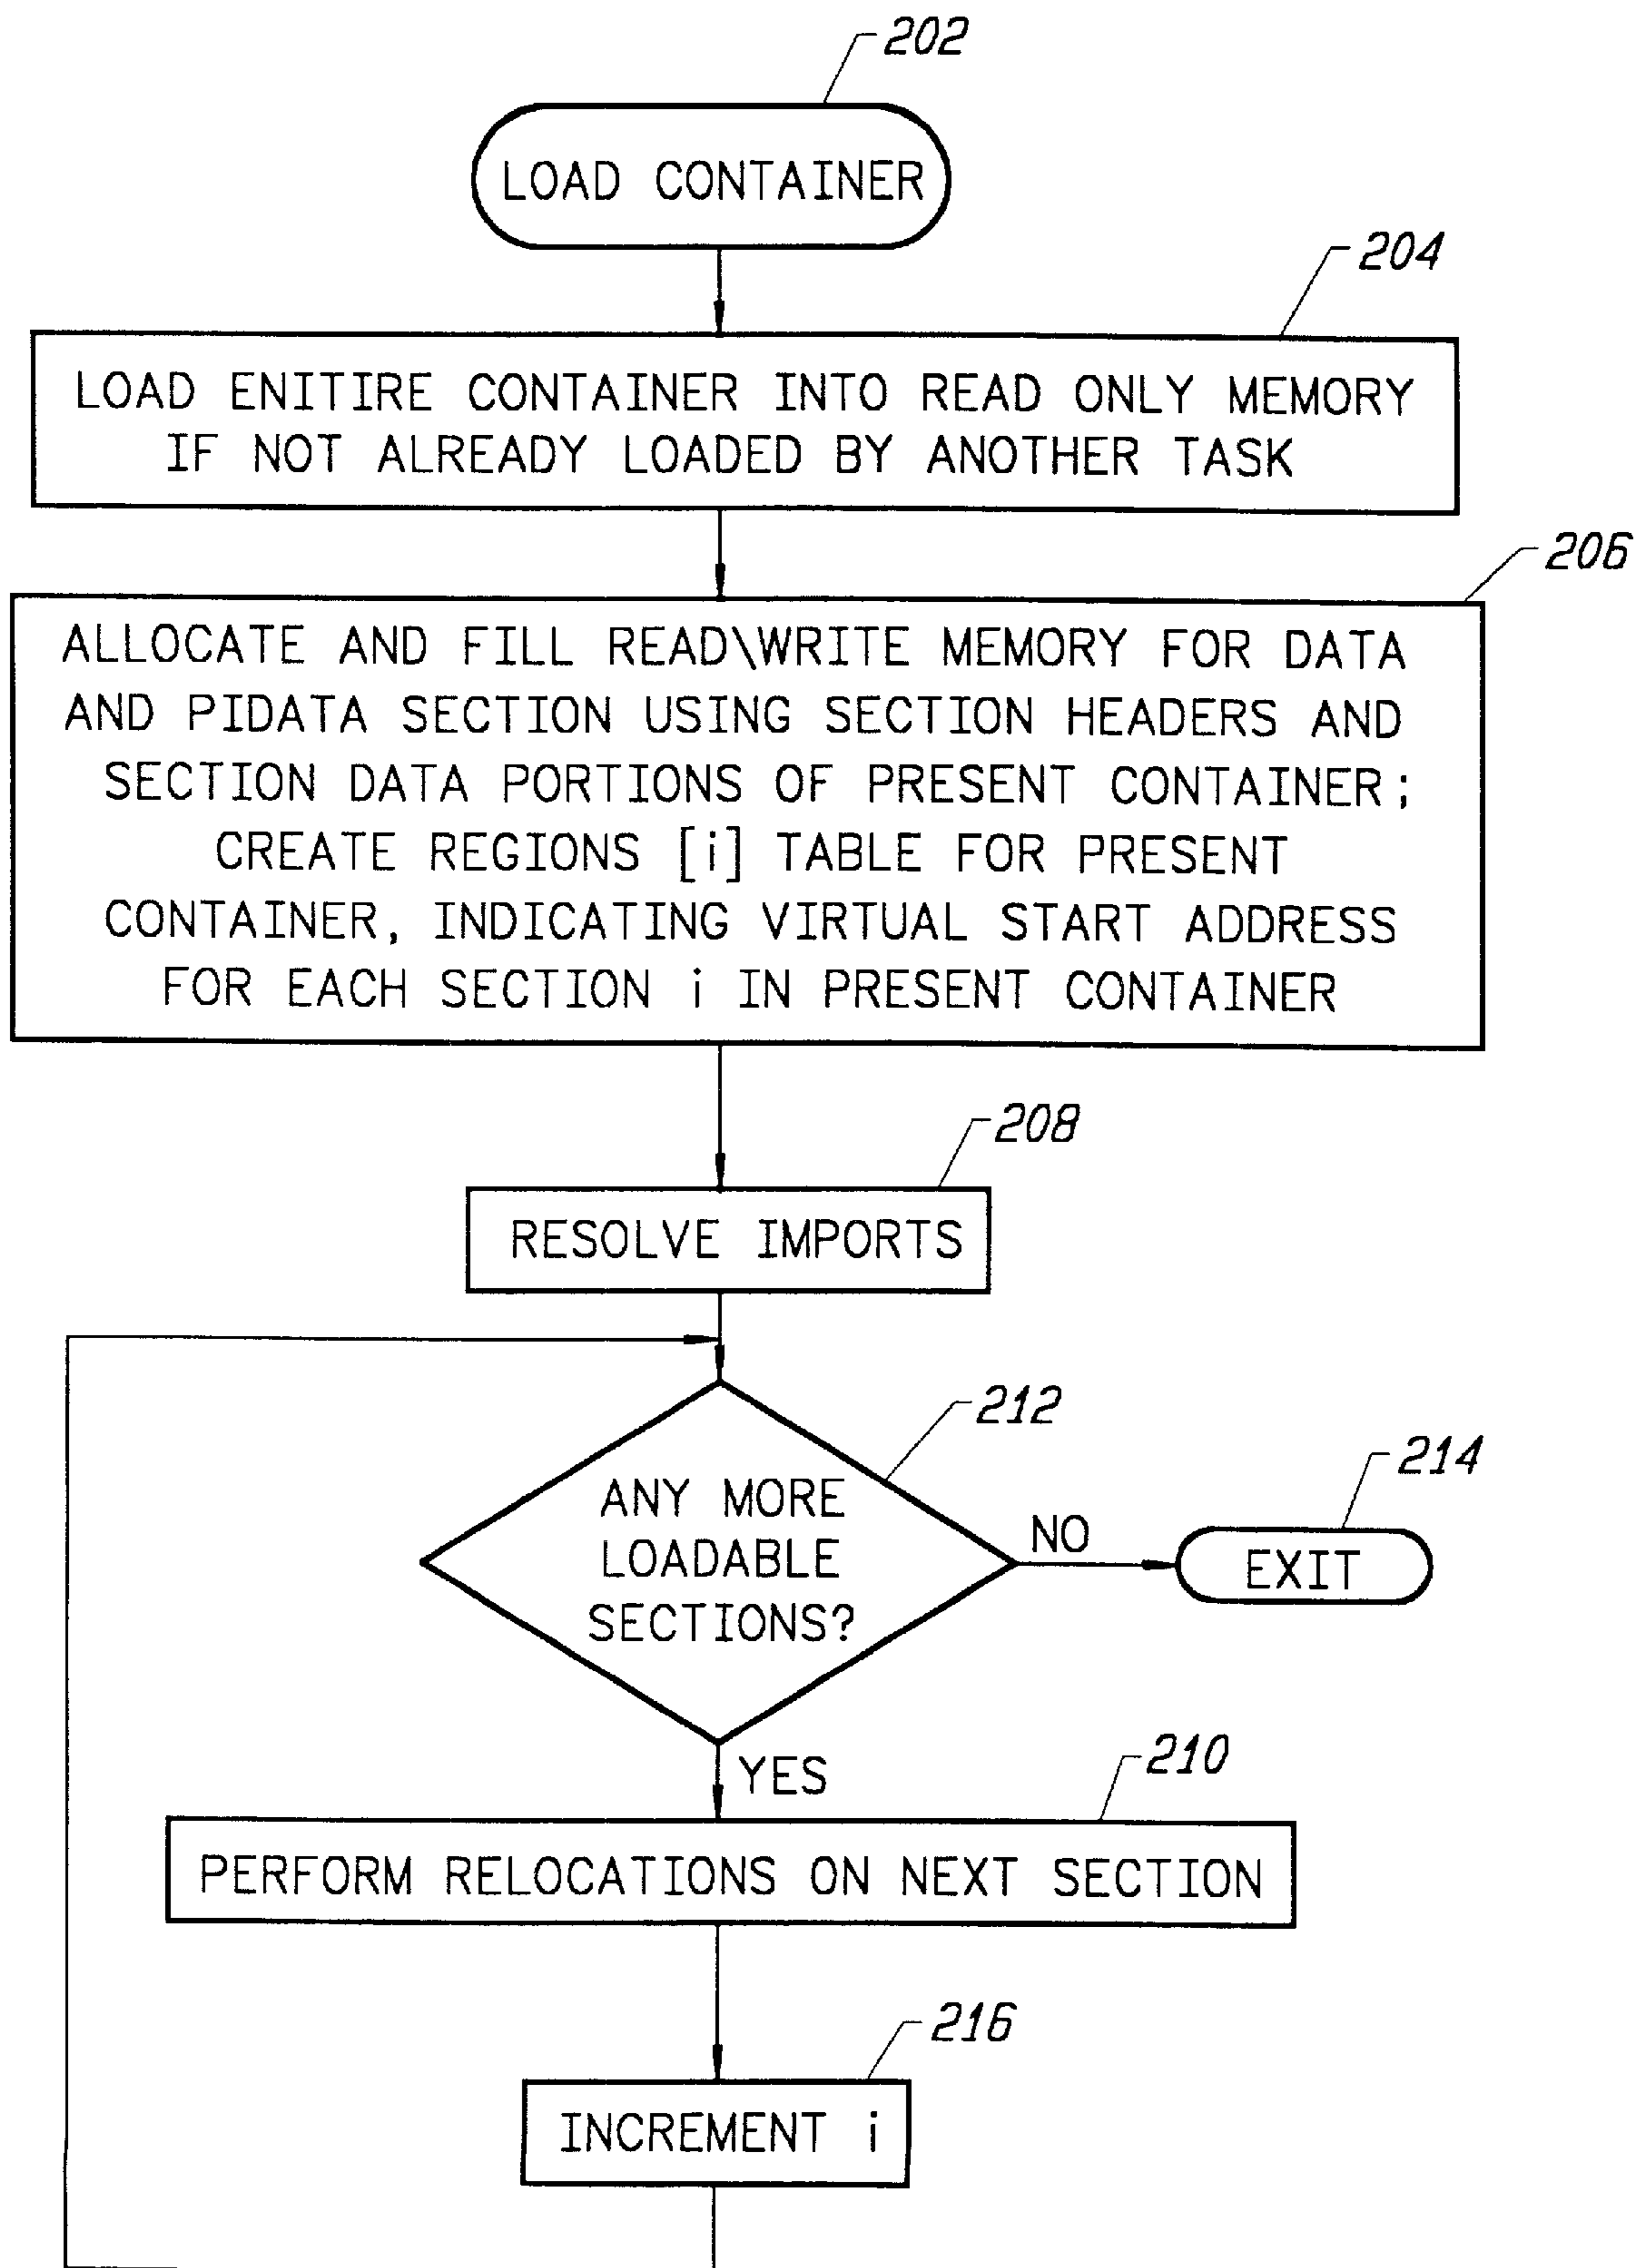 202
LOAD CONTAINER
204
LOAD ENITIRE CONTAINER INTO READ ONLY MEMORY
IF NOT ALREADY LOADED BY ANOTHER TASK
206
ALLOCATE AND FILL READ\WRITE MEMORY FOR DATA
AND PIDATA SECTION USING SECTION HEADERS AND
SECTION DATA PORTIONS OF PRESENT CONTAINER;
CREATE REGIONS [i] TABLE FOR PRESENT
CONTAINER, INDICATING VIRTUAL START ADDRESS
FOR EACH SECTION i IN PRESENT CONTAINER
208
RESOLVE IMPORTS
212
ANY MORE
LOADABLE
SECTIONS?
NO
214
EXIT
YES
210
PERFORM RELOCATIONS ON NEXT SECTION
216
INCREMENT i